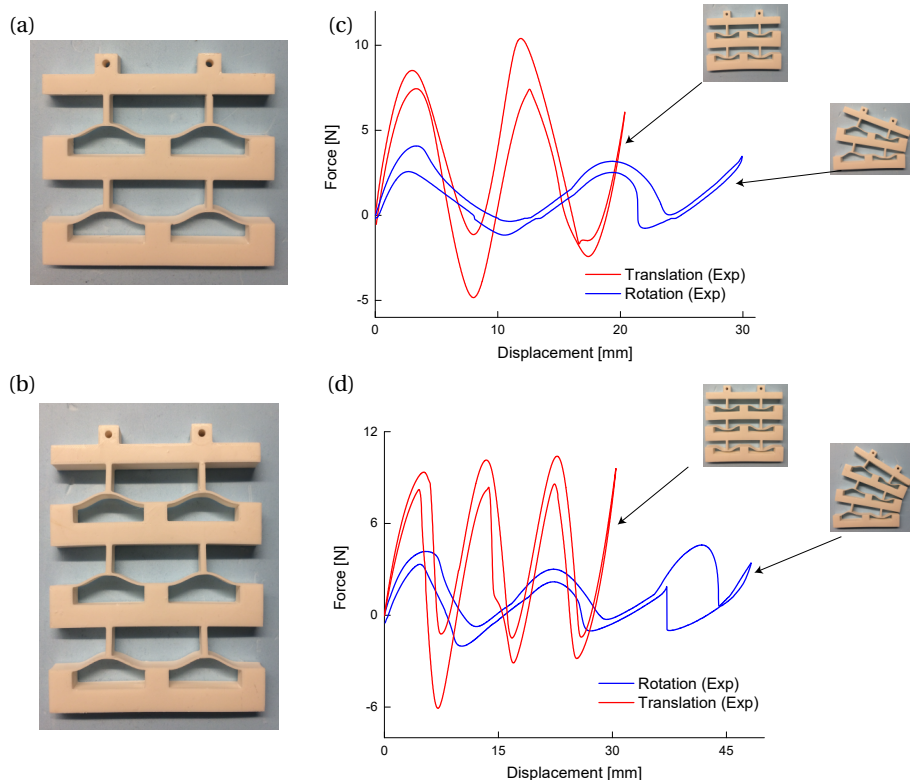 (a)
(c)
10
5
0
-5
Force [N]
Translation (Exp)
Rotation (Exp)
0
10
20
30
Displacement [mm]
(b)
(d)
12
6
0
-6
Force [N]
Rotation (Exp)
Translation (Exp)
0
15
30
45
Displacement [mm]